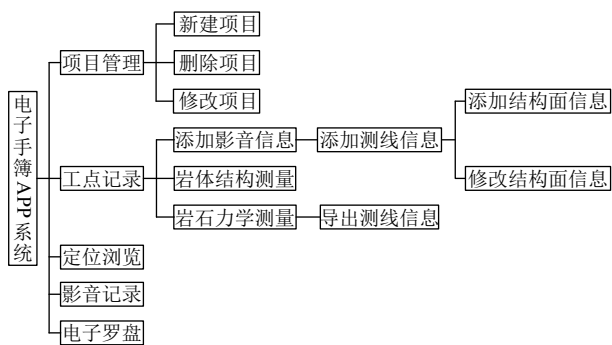 电子手簿APP系统
项目管理
新建项目
删除项目
修改项目
工点记录
添加影音信息
添加测线信息
添加结构面信息
修改结构面信息
岩体结构测量
岩石力学测量
导出测线信息
定位浏览
影音记录
电子罗盘